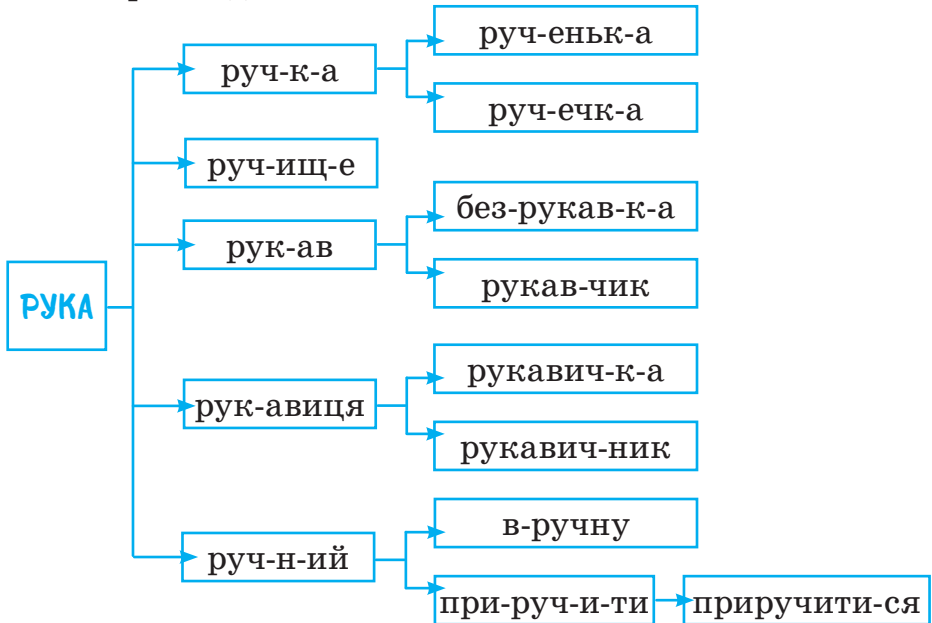 РУКА
руч-к-а
руч-еньк-а
руч-ечк-а
руч-ищ-е
рук-ав
без-рукав-к-а
рукав-чик
рук-авиця
рукавич-к-а
рукавич-ник
руч-н-ий
в-ручну
при-руч-и-ти
приручити-ся